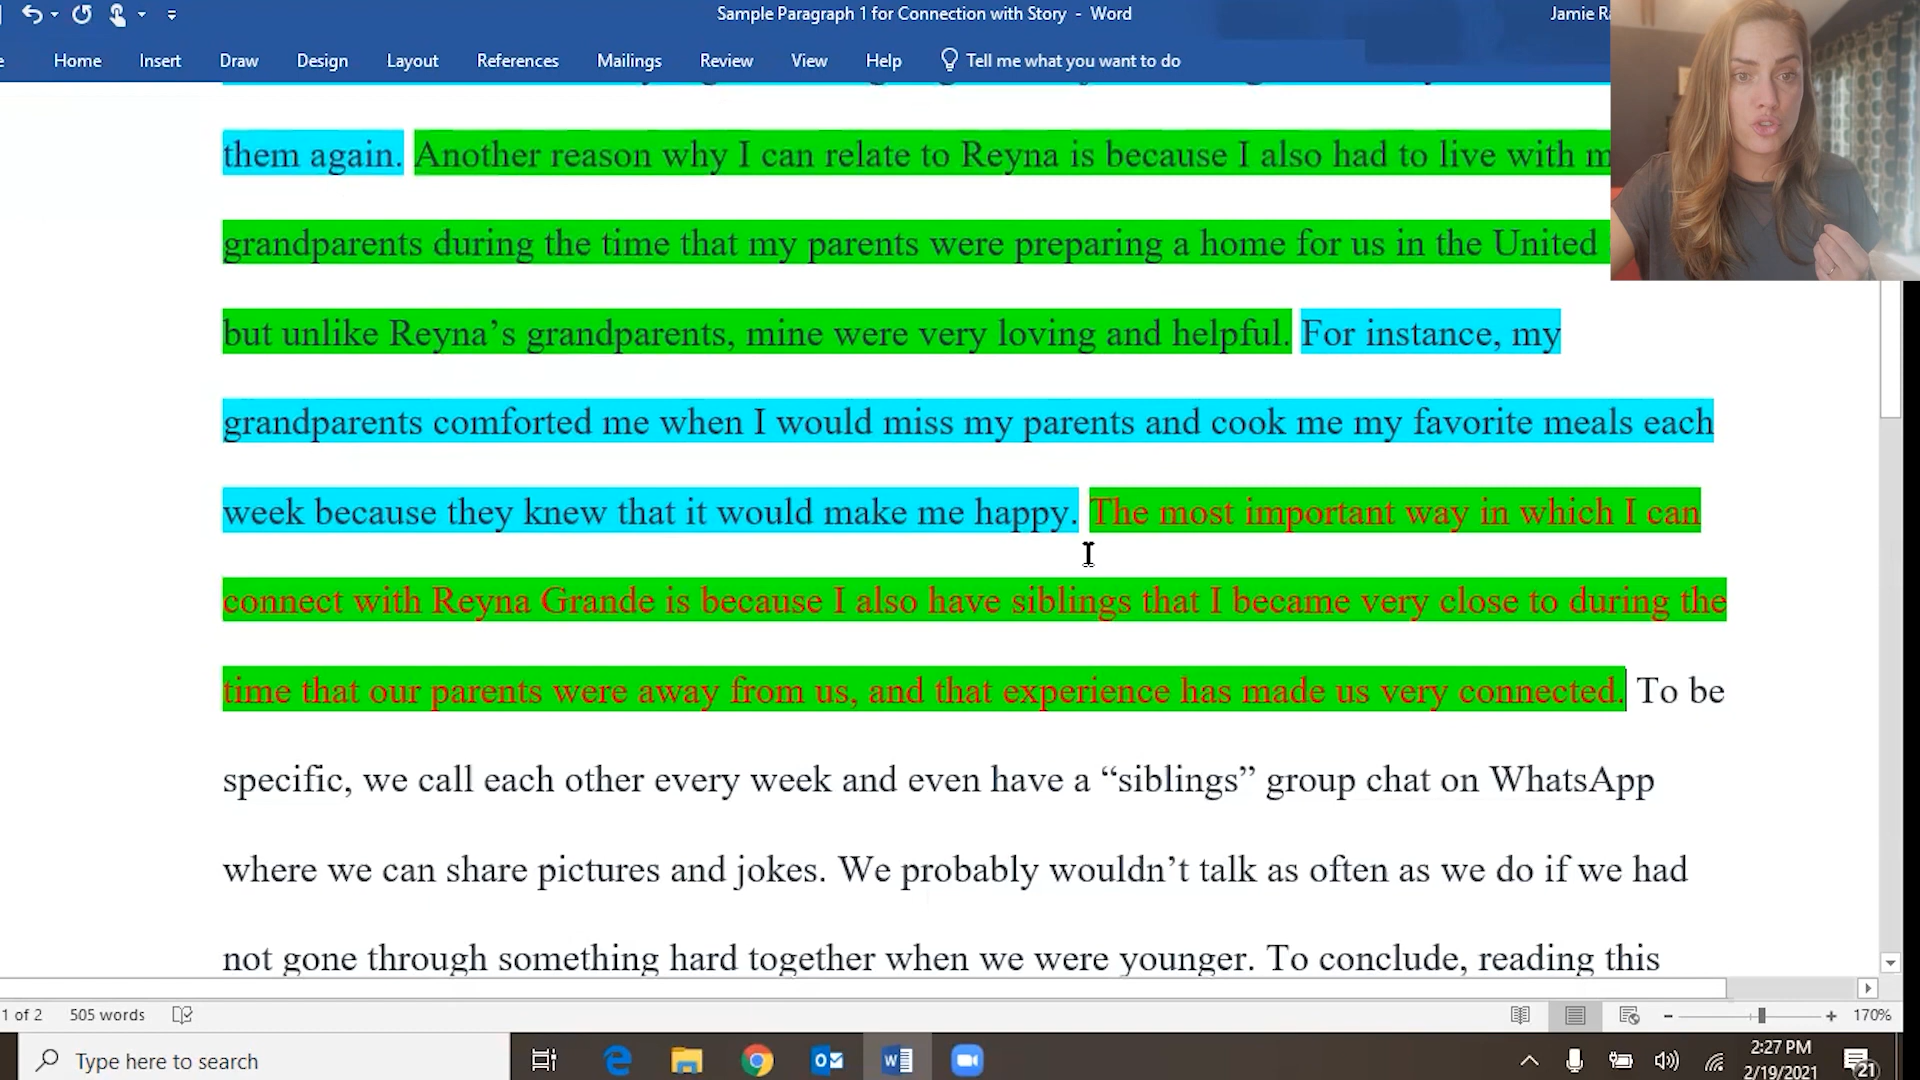 Sample Paragraph 1 for Connection with Story - Word
Jamie
Home Insert Draw Design Layout References Mailings Review View Help Tell me what you want to do
them again. Another reason why I can relate to Reyna is because I also had to live with
grandparents during the time that my parents were preparing a home for us in the United
but unlike Reyna’s grandparents, mine were very loving and helpful. For instance, my
grandparents comforted me when I would miss my parents and cook me my favorite meals each
week because they knew that it would make me happy. The most important way in which I can
connect with Reyna Grande is because I also have siblings that I became very close to during the
time that our parents were away from us, and that experience has made us very connected. To be
specific, we call each other every week and even have a “siblings” group chat on WhatsApp
where we can share pictures and jokes. We probably wouldn’t talk as often as we do if we had
not gone through something hard together when we were younger. To conclude, reading this
1 of 2 505 words
170%
Type here to search
2:27 PM
2/19/2021
21